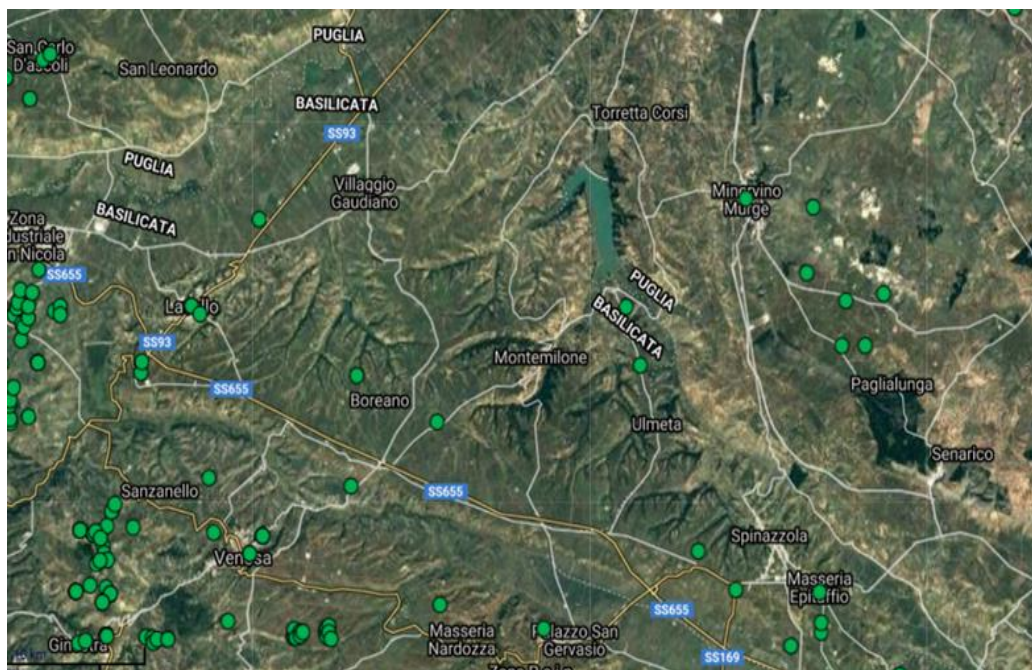 PUGLIA
San Carlo
D'ascoli
San Leonardo
BASILICATA
SS93
Torretta Corsi
PUGLIA
Villaggio
Gaudiano
Minervino
Murge
BASILICATA
Zona
SS655
PUGLIA
BASILICATA
SS93
Montemilone
SS655
Boreano
Paglialunga
Ulmeta
Senarico
Sanzanello
SS655
Spinazzola
Masseria
Epitaffio
SS655
Masseria
Nardozza
San
Gervasio
SS169